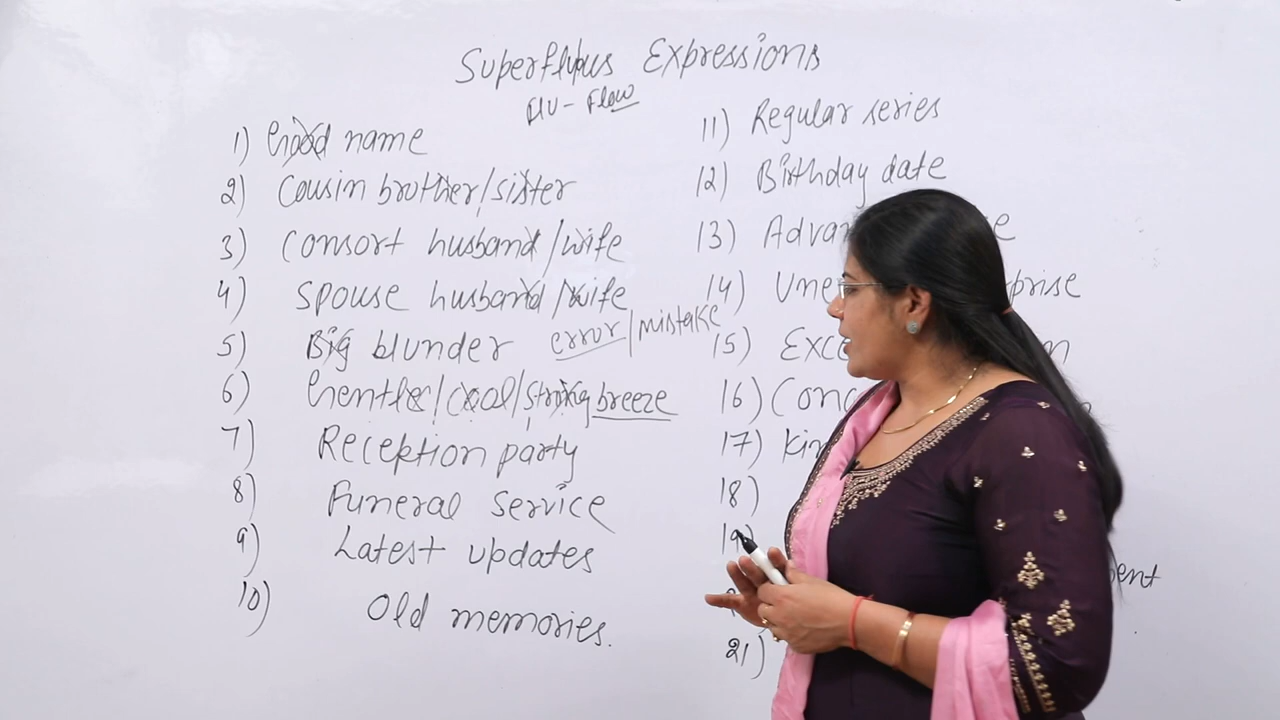 Superfluous Expressions
flu - Flow
1) Good name
2) Cousin brother/sister
3) Consort husband/wife
4) Spouse husband/wife
5) Big blunder error/mistake
6) Gentle/cool/strong breeze
7) Reception party
8) Funeral service
9) Latest updates
10) Old memories.
11) Regular series
12) Birthday date
13)
14)
15)
16)
17)
18)
19)
21)